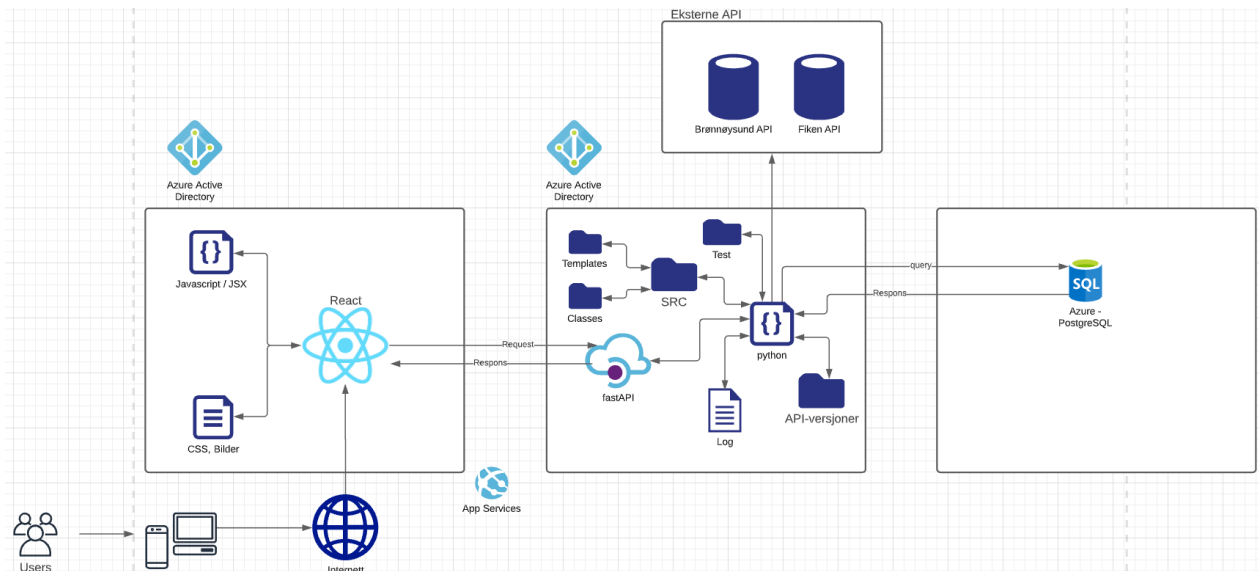 Eksterne API
Brønnøysund API
Fiken API
Azure Active
Directory
Azure Active
Directory
Javascript / JSX
React
CSS, Bilder
Request
Respons
Templates
Classes
SRC
Test
{}
python
fastAPI
Log
API-versjoner
query
Respons
SQL
Azure -
PostgreSQL
App Services
Users
Internett